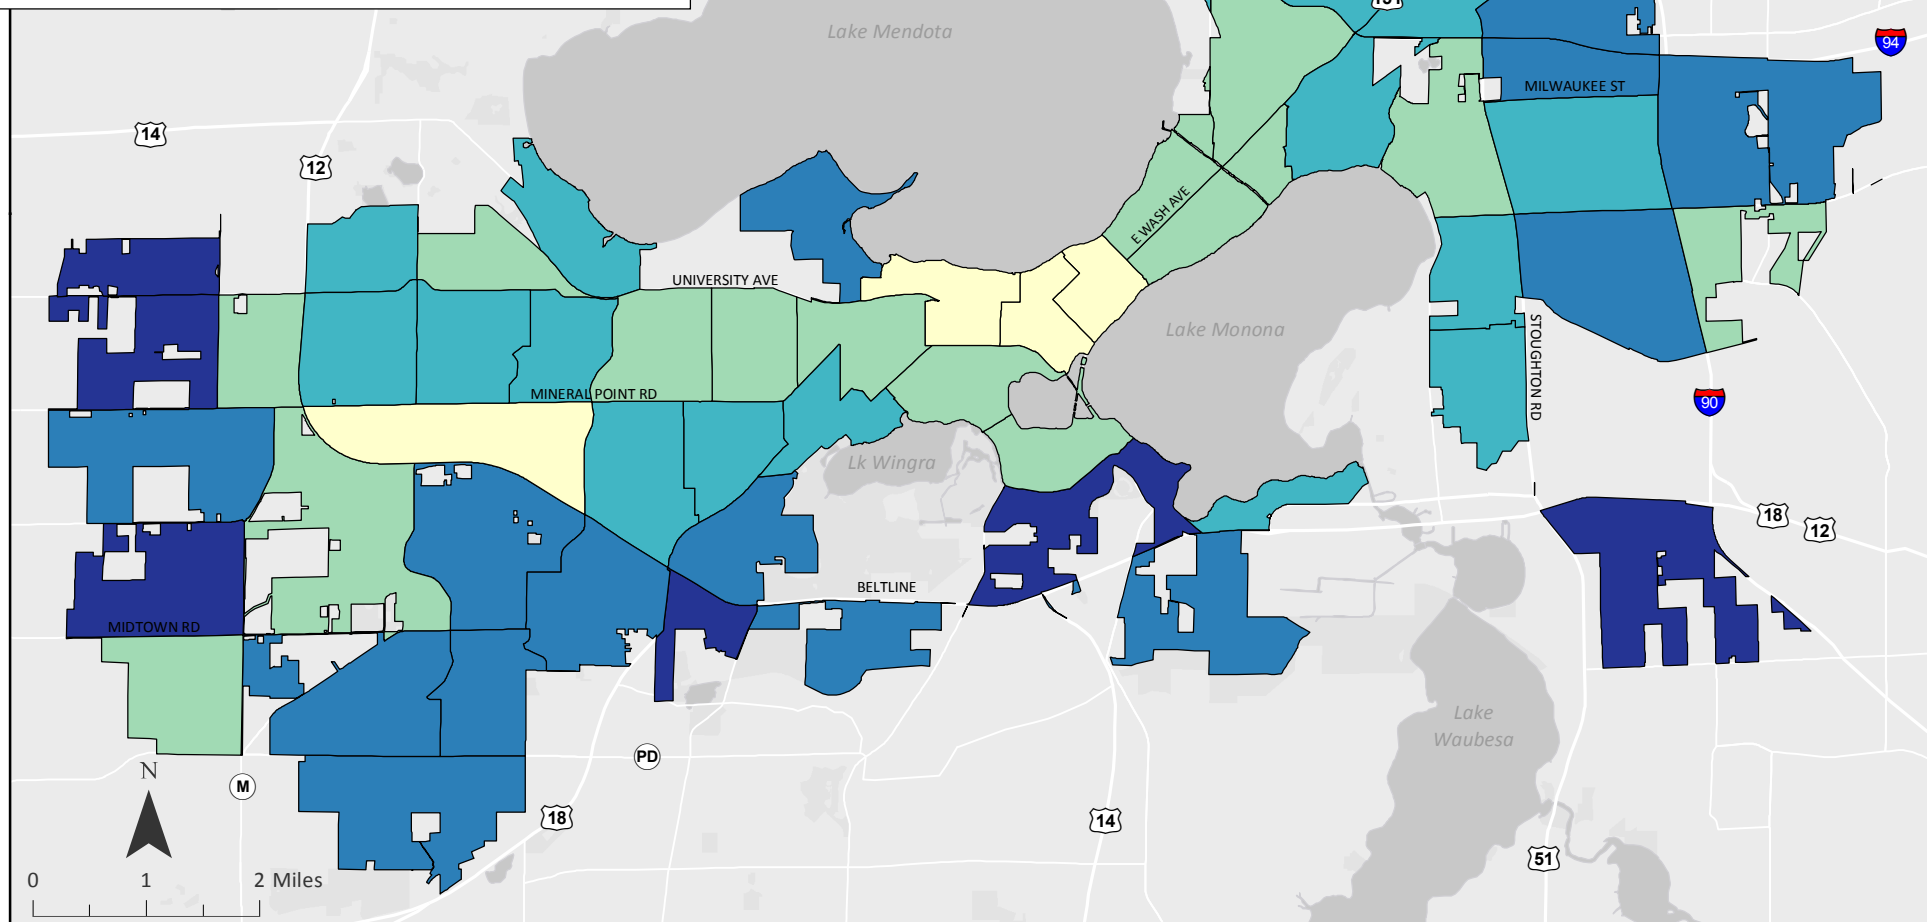 151
Lake Mendota
94
MILWAUKEE ST
14
12
E WASH AVE
UNIVERSITY AVE
Lake Monona
STOUGHTON RD
MINERAL POINT RD
90
Lk Wingra
18
12
BELTLINE
MIDTOWN RD
Lake
Waubesa
PD
N
M
18
14
51
0 1 2 Miles